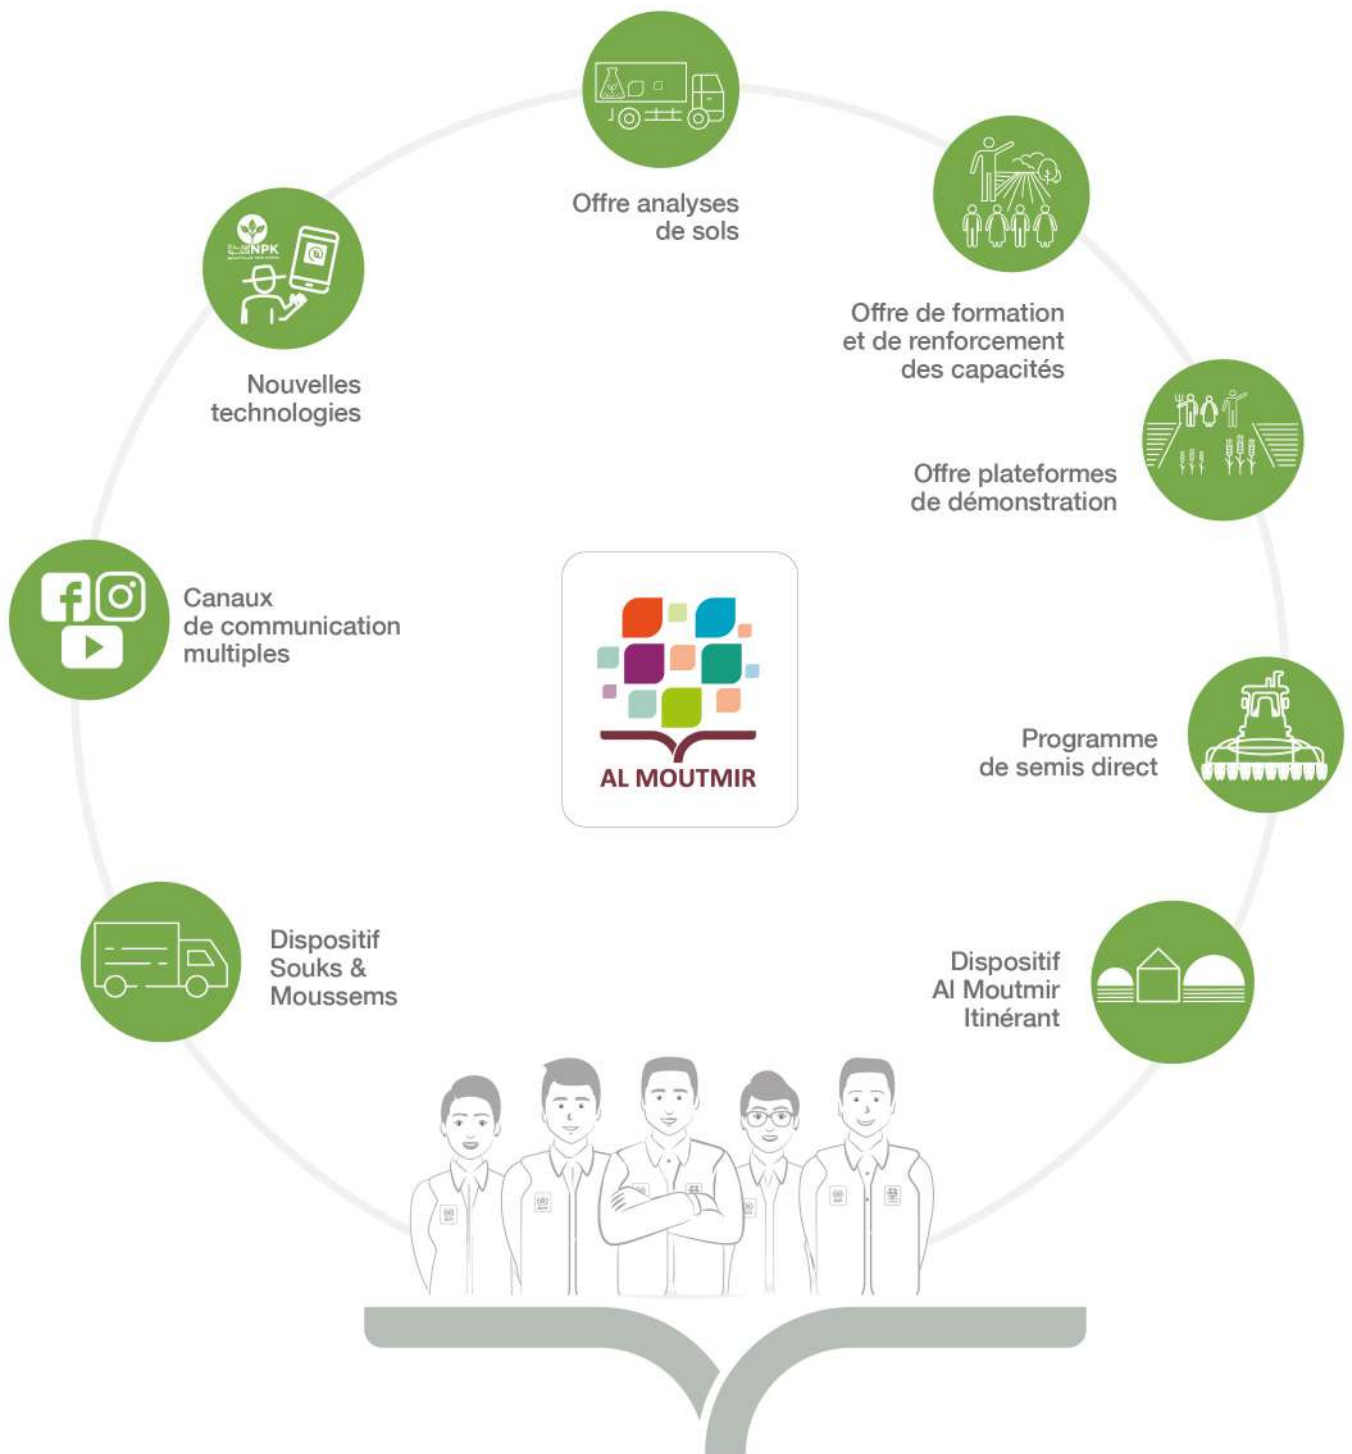 Offre analyses
de sols
Offre de formation
et de renforcement
des capacités
Offre plateformes
de démonstration
Programme
de semis direct
Dispositif
Al Moutmir
Itinérant
Dispositif
Souks &
Moussems
Canaux
de communication
multiples
Nouvelles
technologies
NPK
AL MOUTMIR